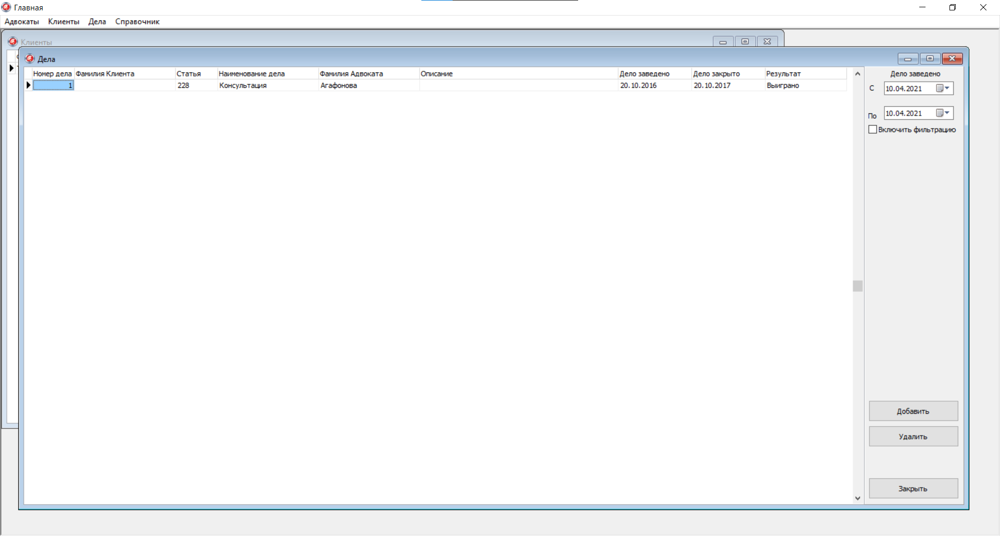 Главная
Адвокаты Клиенты Дела Справочник
Клиенты
Дела
Номер дела Фамилия Клиента Статья Наименование дела Фамилия Адвоката Описание Дело заведено Дело закрыто Результат
1 228 Консультация Агафонова 20.10.2016 20.10.2017 Выиграно
Дело заведено
С 10.04.2021
По 10.04.2021
Включить фильтрацию
Добавить
Удалить
Закрыть